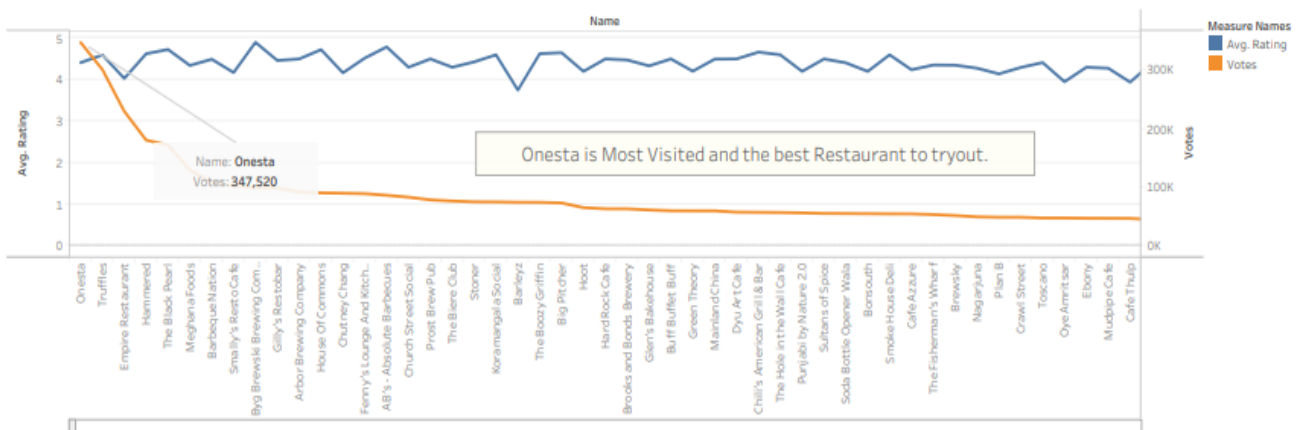 Name
Measure Names
Avg. Rating
Votes
Avg. Rating
5
4
3
2
1
0
300K
200K
100K
0K
Votes
Name: Onesta
Votes: 347,520
Onesta is Most Visited and the best Restaurant to tryout.
Onesta
Truffles
Empire Restaurant
Hammered
The Black Pearl
Meghana Foods
Barbeque Nation
Smally's Resto Cafe
Byg Brewski Brewing Com..
Gilly's Restobar
Arbor Brewing Company
House Of Commons
Chutney Chang
Fenny's Lounge And Kitch..
AB's - Absolute Barbecues
Church Street Social
Prost Brew Pub
The Biere Club
Stoner
Koramangala Social
Barleyz
The Boozy Griffin
Big Pitcher
Hoot
Hard Rock Cafe
Brooks and Bonds Brewery
Glen's Bakehouse
Buff Buffet Buff
Green Theory
Mainland China
Dyu Art Cafe
Chili's American Grill & Bar
The Hole in the Wall Cafe
Punjabi by Nature 2.0
Sultans of Spice
Soda Bottle Opener Wala
Bonsouth
Smoke House Deli
Cafe Azzure
The Fisherman's Wharf
Brewsky
Nagarjuna
Plan B
Crawl Street
Toscano
Oye Amritsar
Ebony
Mudpipe Cafe
Cafe Thulp